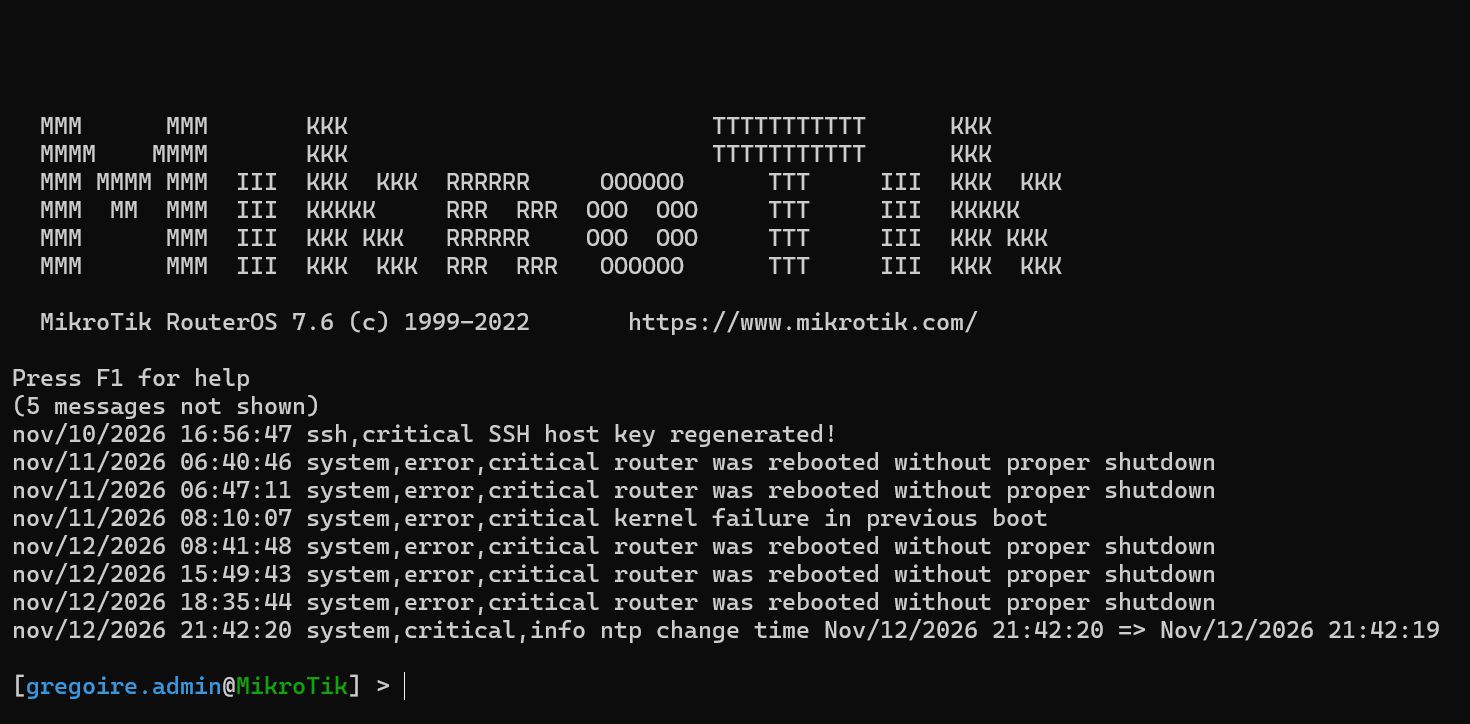 MMM      MMM       KKK                          TTTTTTTTTTT      KKK
MMMM    MMMM       KKK                          TTTTTTTTTTT      KKK
MMM MMMM MMM  III  KKK  KKK  RRRRRR     OOOOOO      TTT     III  KKK  KKK
MMM  MM  MMM  III  KKKKK     RRR  RRR  OOO  OOO     TTT     III  KKKKK
MMM      MMM  III  KKK KKK   RRRRRR    OOO  OOO     TTT     III  KKK KKK
MMM      MMM  III  KKK  KKK  RRR  RRR   OOOOOO      TTT     III  KKK  KKK
MikroTik RouterOS 7.6 (c) 1999-2022       https://www.mikrotik.com/
Press F1 for help
(5 messages not shown)
nov/10/2026 16:56:47 ssh,critical SSH host key regenerated!
nov/11/2026 06:40:46 system,error,critical router was rebooted without proper shutdown
nov/11/2026 06:47:11 system,error,critical router was rebooted without proper shutdown
nov/11/2026 08:10:07 system,error,critical kernel failure in previous boot
nov/12/2026 08:41:48 system,error,critical router was rebooted without proper shutdown
nov/12/2026 15:49:43 system,error,critical router was rebooted without proper shutdown
nov/12/2026 18:35:44 system,error,critical router was rebooted without proper shutdown
nov/12/2026 21:42:20 system,critical,info ntp change time Nov/12/2026 21:42:20 => Nov/12/2026 21:42:19
[gregoire.admin@MikroTik] >